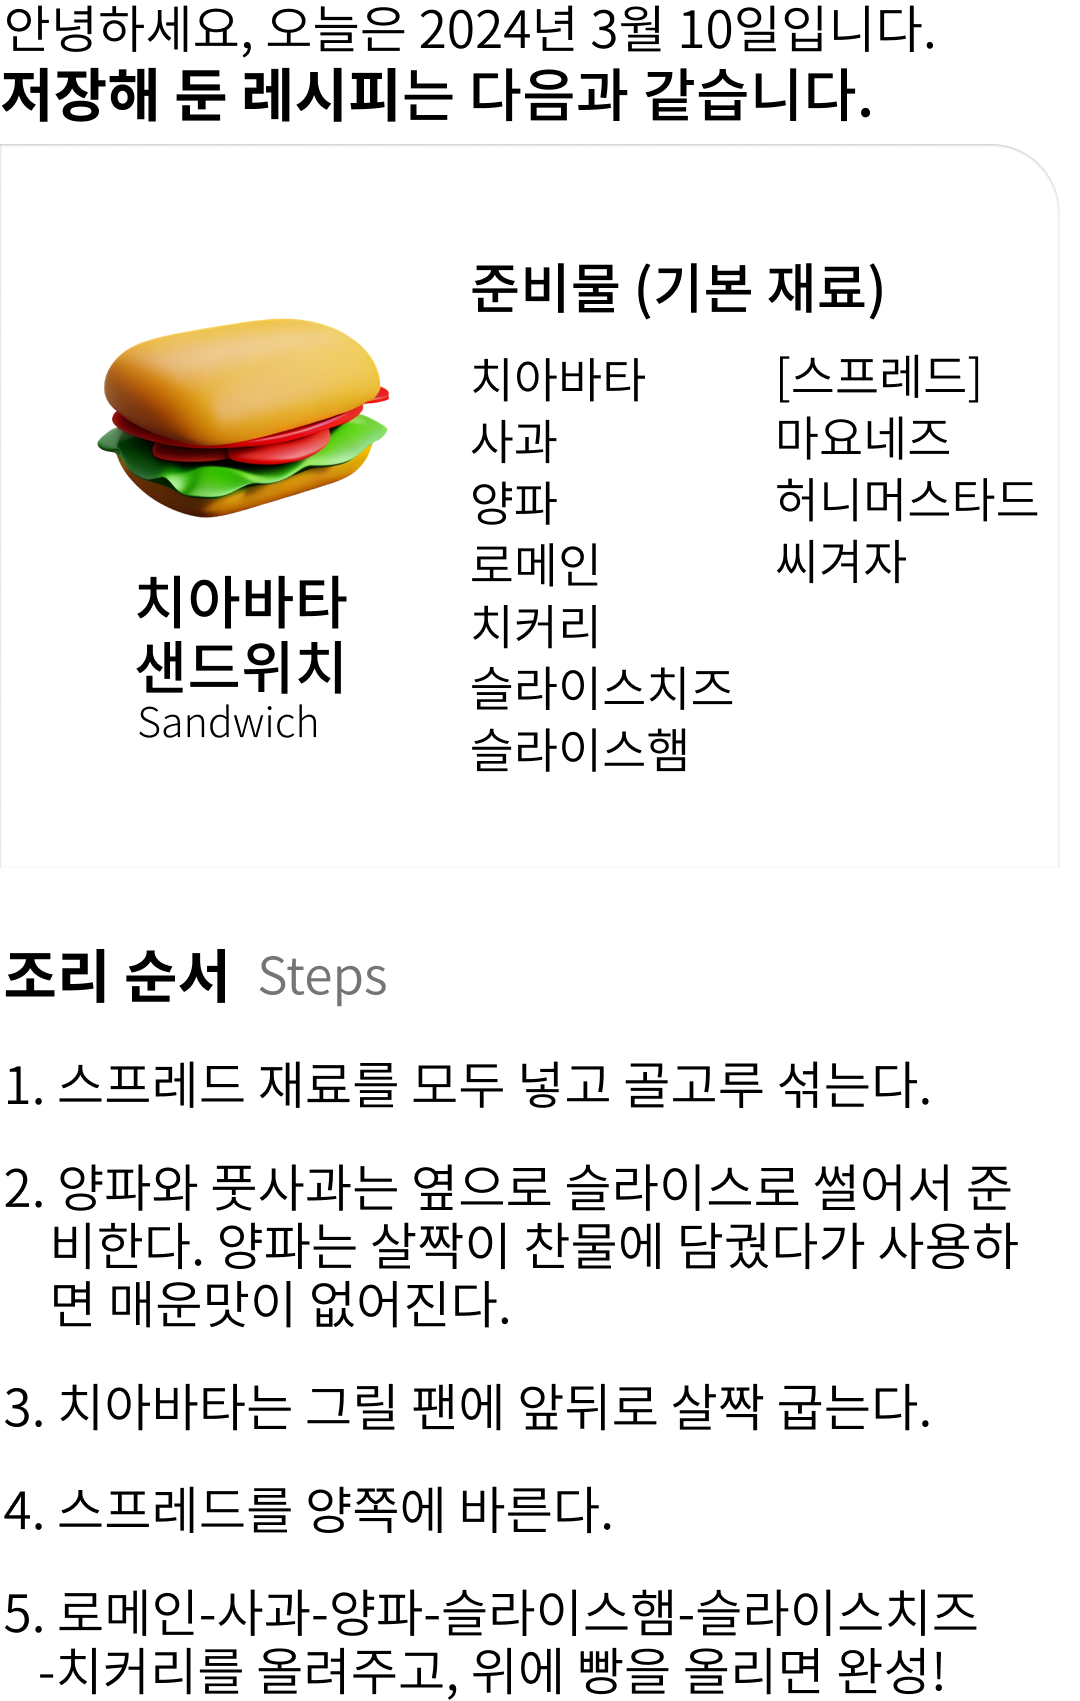 안녕하세요, 오늘은 2024년 3월 10일입니다.
저장해 둔 레시피는 다음과 같습니다.
준비물 (기본 재료)
치아바타
사과
양파
로메인
치커리
슬라이스치즈
슬라이스햄
[스프레드]
마요네즈
허니머스타드
씨겨자
치아바타
샌드위치
Sandwich
조리 순서 Steps
1. 스프레드 재료를 모두 넣고 골고루 섞는다.
2. 양파와 풋사과는 옆으로 슬라이스로 썰어서 준
비한다. 양파는 살짝이 찬물에 담궜다가 사용하
면 매운맛이 없어진다.
3. 치아바타는 그릴 팬에 앞뒤로 살짝 굽는다.
4. 스프레드를 양쪽에 바른다.
5. 로메인-사과-양파-슬라이스햄-슬라이스치즈
-치커리를 올려주고, 위에 빵을 올리면 완성!